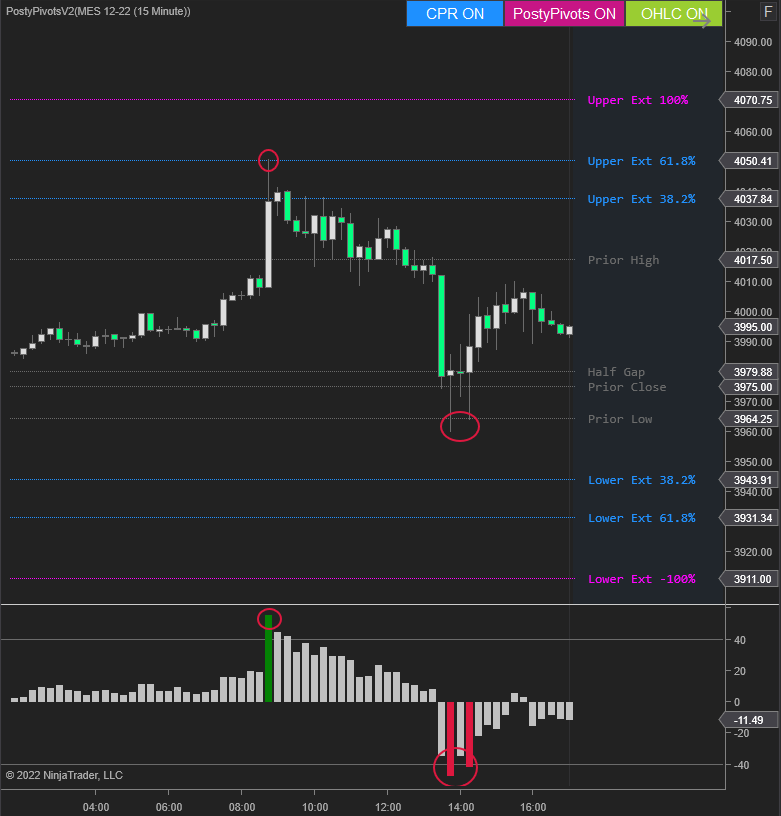 PostyPivotsV2(MES 12-22 (15 Minute))
CPR ON
PostyPivots ON
OHLC ON
F
4090.00
4080.00
Upper Ext 100%
4070.75
4060.00
Upper Ext 61.8%
4050.41
Upper Ext 38.2%
4037.84
4030.00
4020.00
Prior High
4017.50
4010.00
4000.00
3995.00
3990.00
Half Gap
3979.88
Prior Close
3975.00
3970.00
Prior Low
3964.25
3960.00
3950.00
Lower Ext 38.2%
3943.91
3940.00
Lower Ext 61.8%
3931.34
3920.00
Lower Ext -100%
3911.00
40
20
0
-11.49
-20
-40
© 2022 NinjaTrader, LLC
04:00
06:00
08:00
10:00
12:00
14:00
16:00